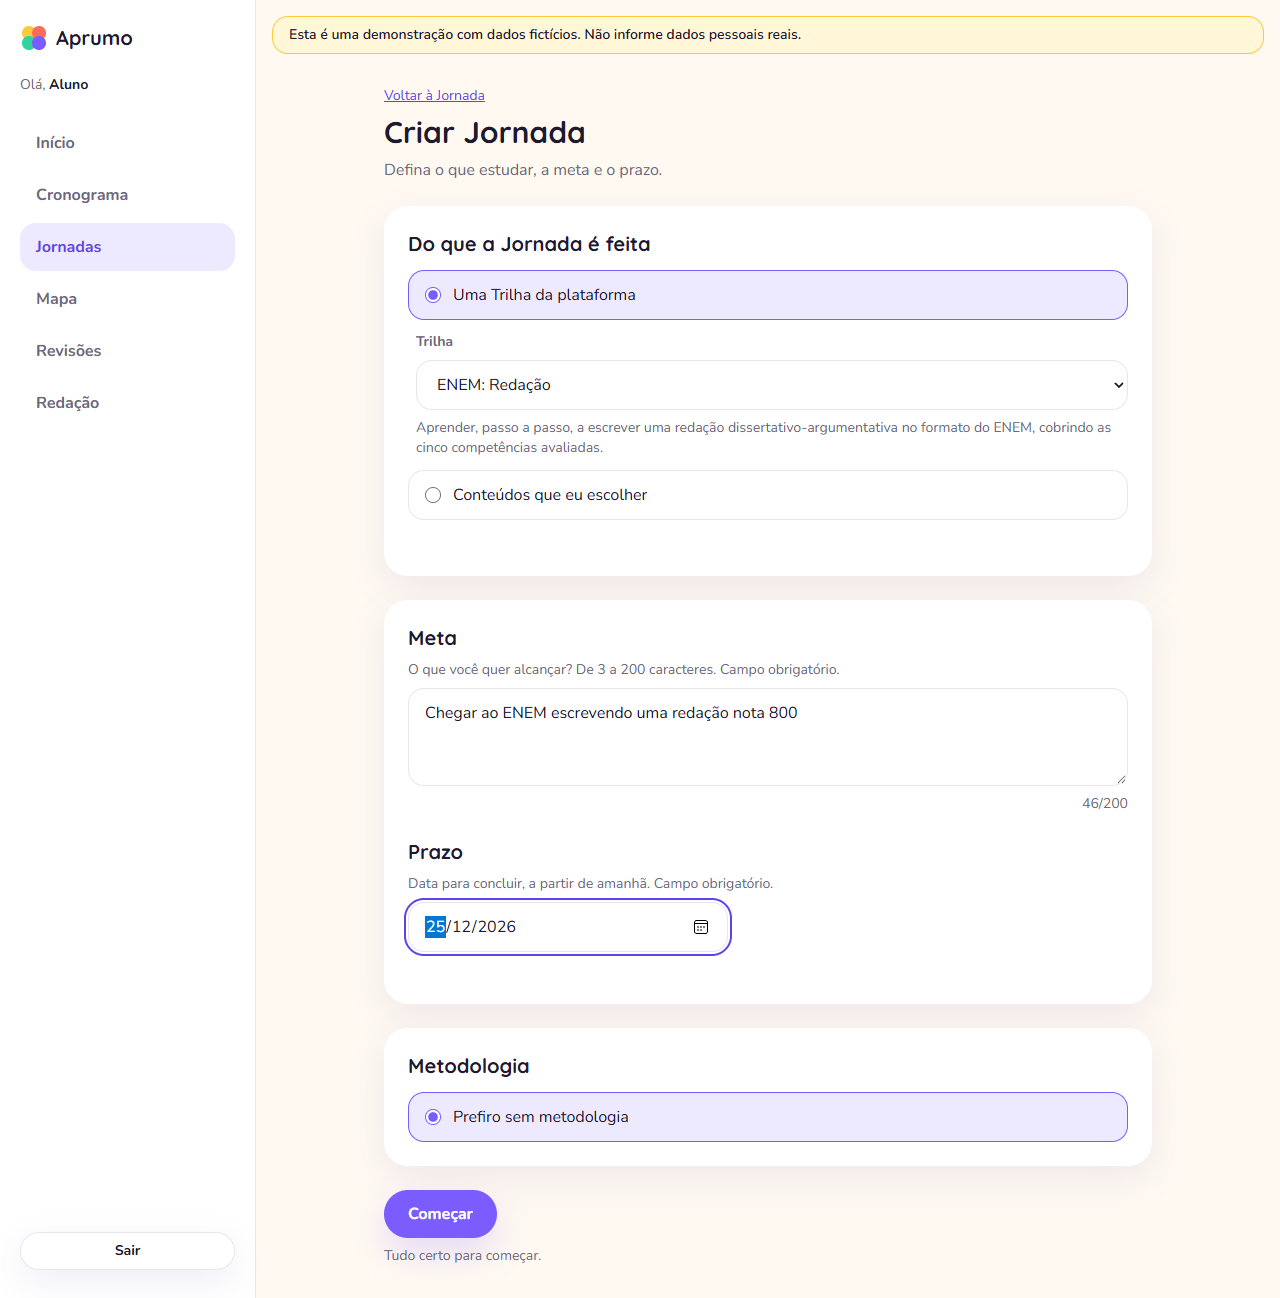 Aprumo
Olá, Aluno
Início
Cronograma
Jornadas
Mapa
Revisões
Redação
Sair
Esta é uma demonstração com dados fictícios. Não informe dados pessoais reais.
Voltar à Jornada
Criar Jornada
Defina o que estudar, a meta e o prazo.
Do que a Jornada é feita
Uma Trilha da plataforma
Trilha
ENEM: Redação
Aprender, passo a passo, a escrever uma redação dissertativo-argumentativa no formato do ENEM, cobrindo as
cinco competências avaliadas.
Conteúdos que eu escolher
Meta
O que você quer alcançar? De 3 a 200 caracteres. Campo obrigatório.
Chegar ao ENEM escrevendo uma redação nota 800
46/200
Prazo
Data para concluir, a partir de amanhã. Campo obrigatório.
25/12/2026
Metodologia
Prefiro sem metodologia
Começar
Tudo certo para começar.